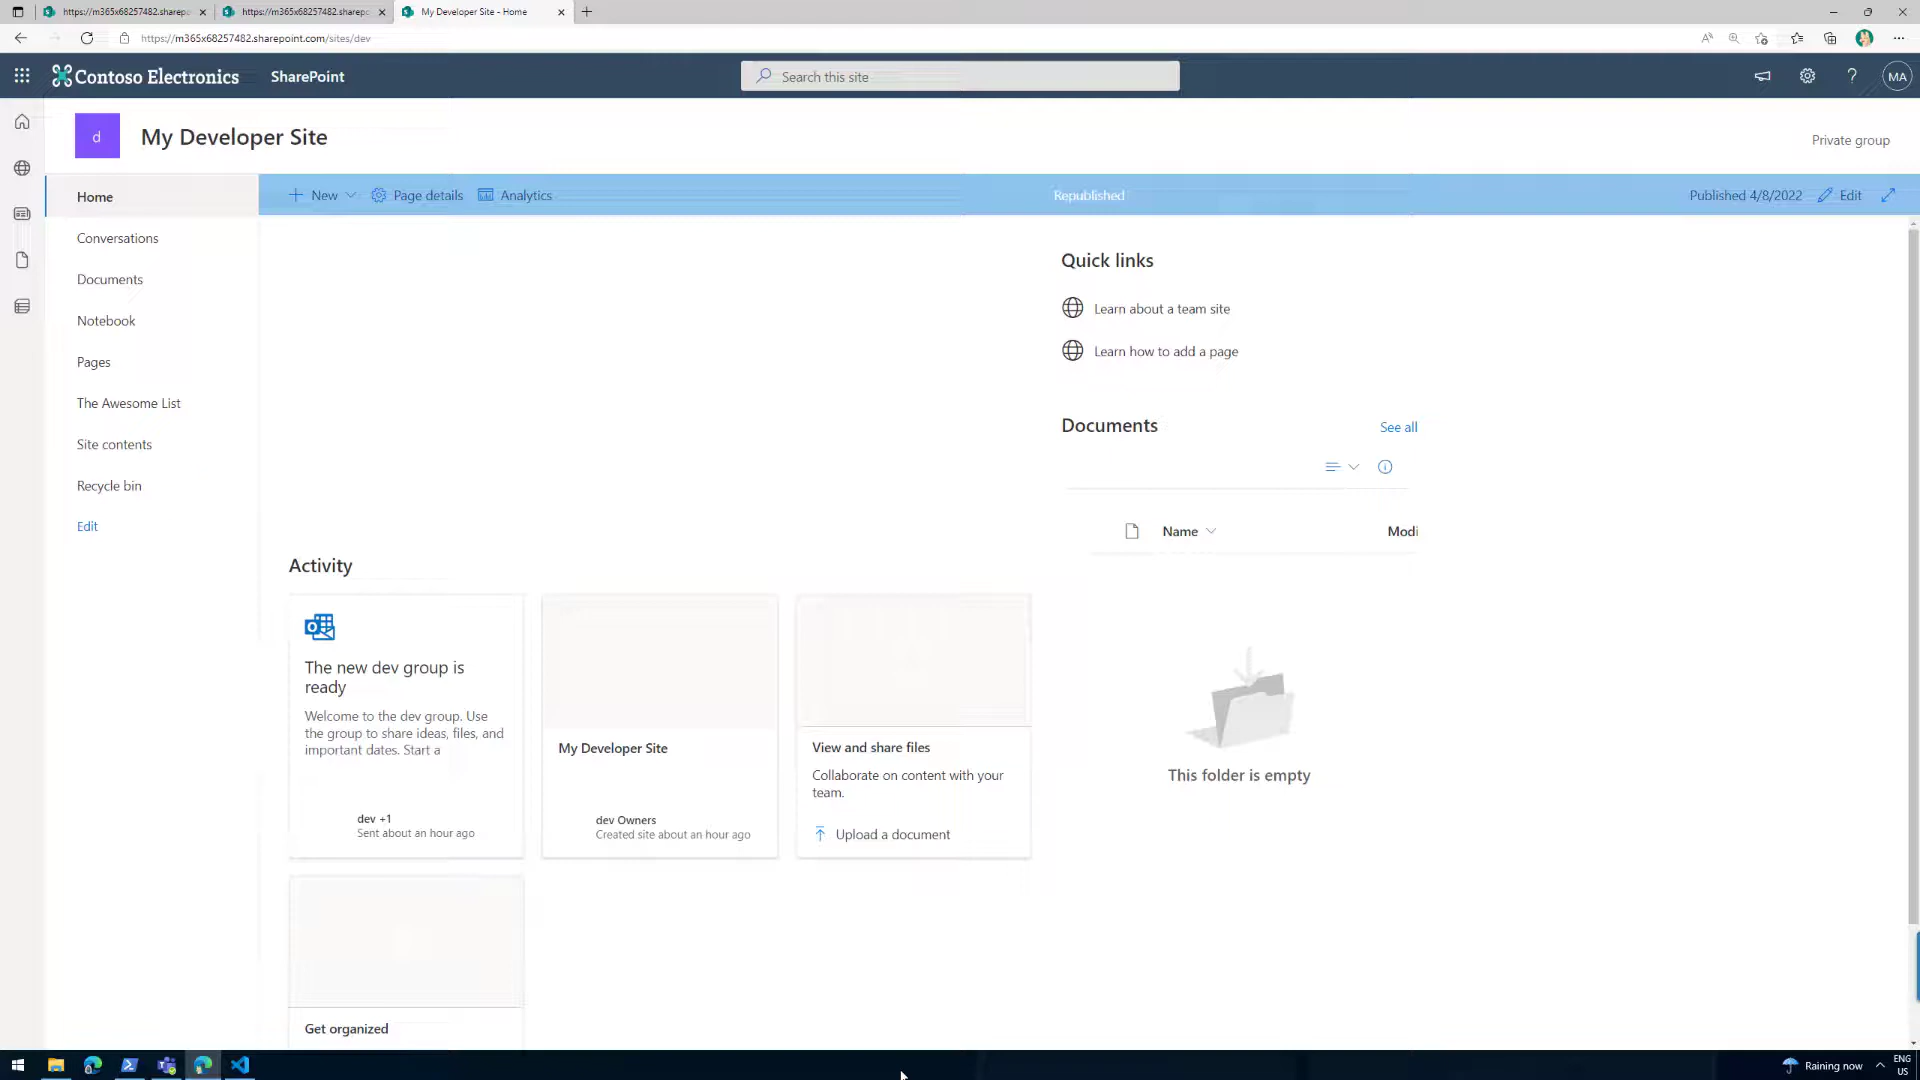 https://m365x68257482.sharepo
https://m365x68257482.sharepo
My Developer Site - Home
https://m365x68257482.sharepoint.com/sites/dev
Contoso Electronics
SharePoint
Search this site
?
MA
d
My Developer Site
Private group
Home
New
Page details
Analytics
Republished
Published 4/8/2022
Edit
Conversations
Documents
Notebook
Pages
The Awesome List
Site contents
Recycle bin
Edit
Quick links
Learn about a team site
Learn how to add a page
Documents
See all
Name
Modi
This folder is empty
Activity
The new dev group is
ready
Welcome to the dev group. Use
the group to share ideas, files, and
important dates. Start a
dev +1
Sent about an hour ago
My Developer Site
dev Owners
Created site about an hour ago
View and share files
Collaborate on content with your
team.
Upload a document
Get organized
Raining now
ENG
US